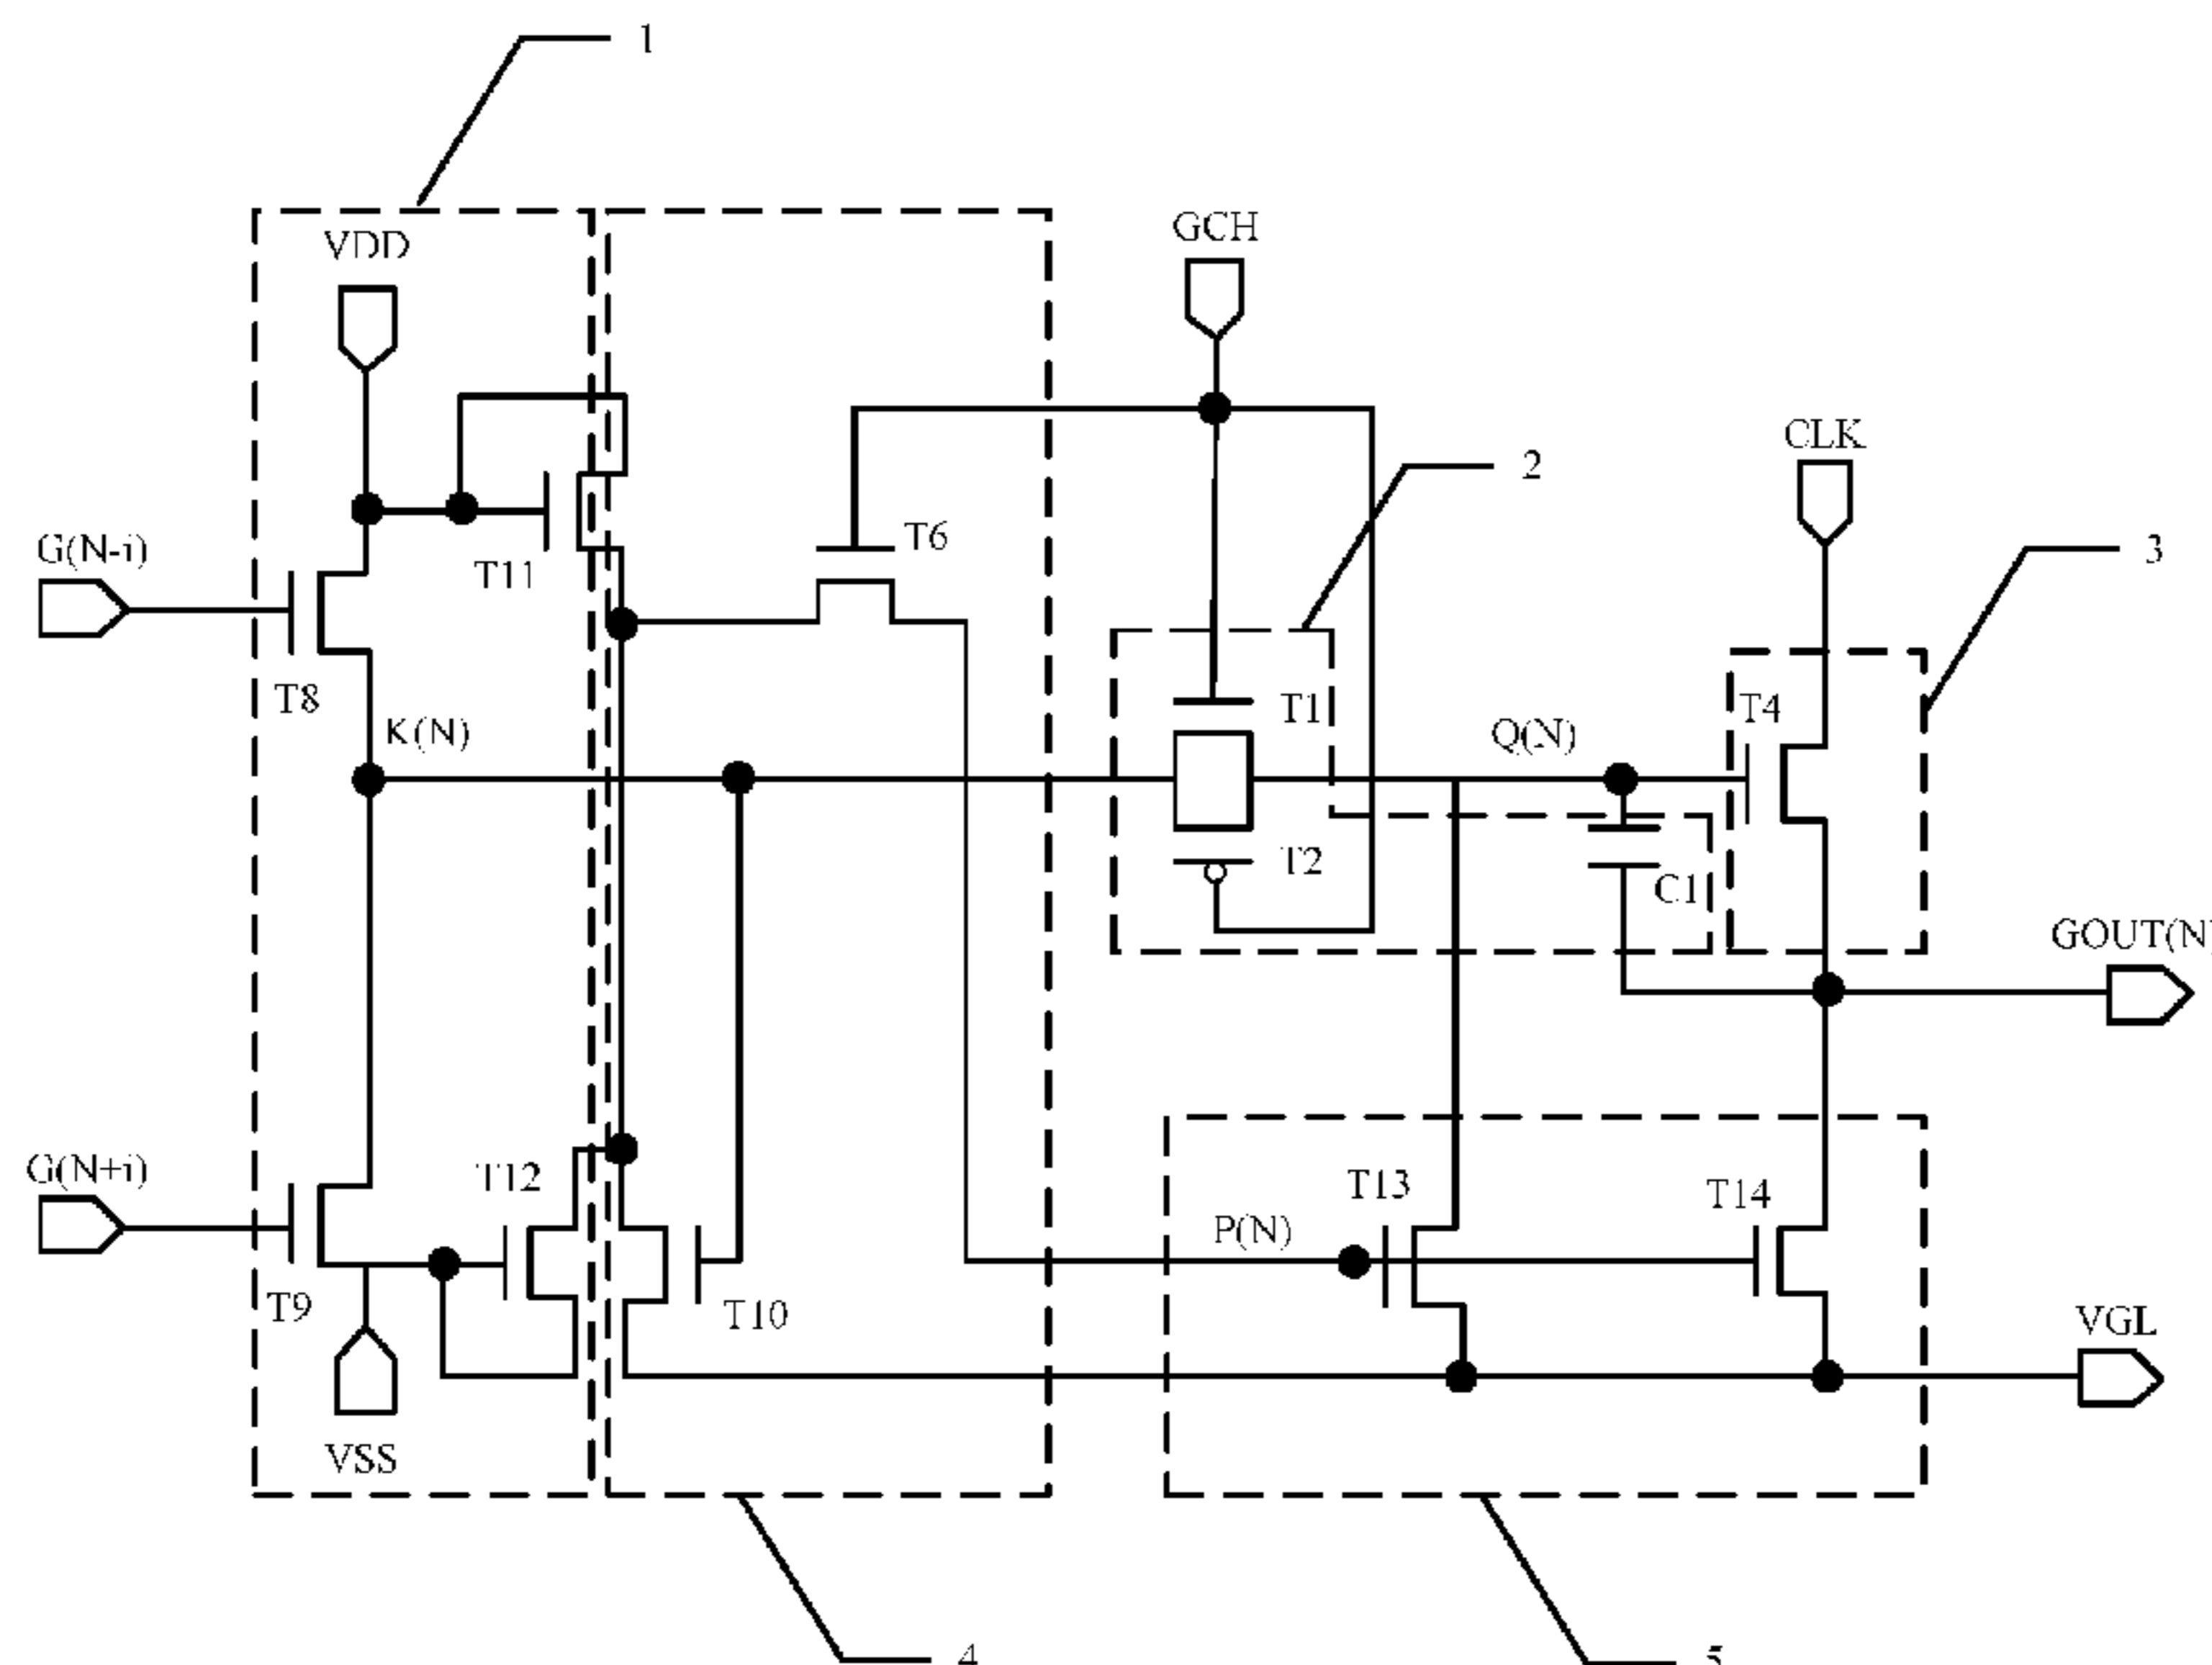 1
VDD
GCH
CLK
2
T6
G(N-i)
T11
3
T8
T1
T4
K(N)
Q(N)
T2
C1
GOUT(N)
G(N+i)
T12
T13
T14
P(N)
T9
T10
VGL
VSS
4
5